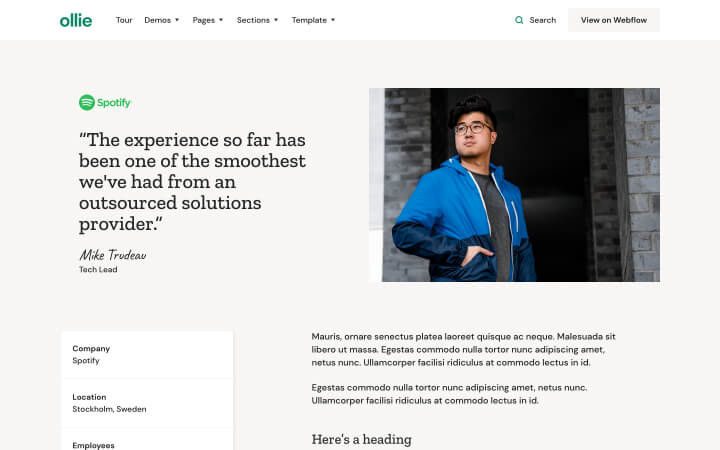 ollie
Tour
Demos
Pages
Sections
Template
Search
View on Webflow
Spotify
“The experience so far has
been one of the smoothest
we've had from an
outsourced solutions
provider.“
Mike Trudeau
Tech Lead
Company
Spotify
Location
Stockholm, Sweden
Employees
Mauris, ornare senectus platea laoreet quisque ac neque. Malesuada sit
libero ut massa. Egestas commodo nulla tortor nunc adipiscing amet,
netus nunc. Ullamcorper facilisi ridiculus at commodo lectus in id.
Egestas commodo nulla tortor nunc adipiscing amet, netus nunc.
Ullamcorper facilisi ridiculus at commodo lectus in id.
Here's a heading